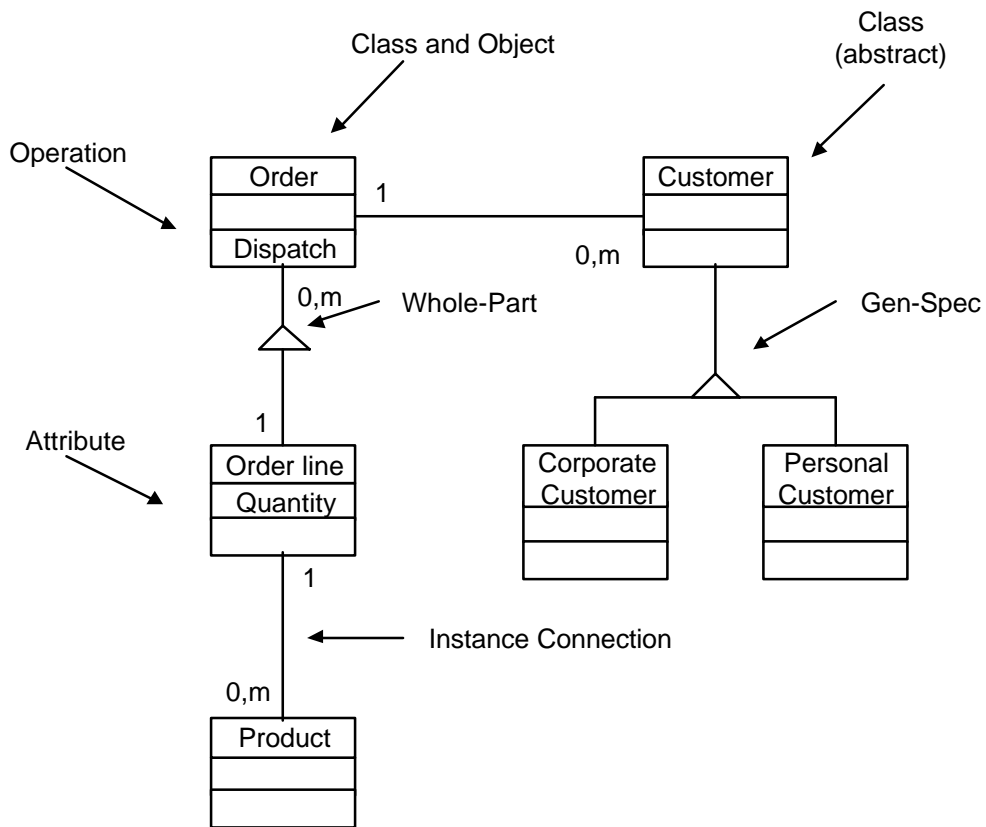 Class
(abstract)
Class and Object
Operation
Order
Customer
1
Dispatch
0,m
0,m
Whole-Part
Gen-Spec
1
Attribute
Order line
Quantity
Corporate
Customer
Personal
Customer
1
Instance Connection
0,m
Product